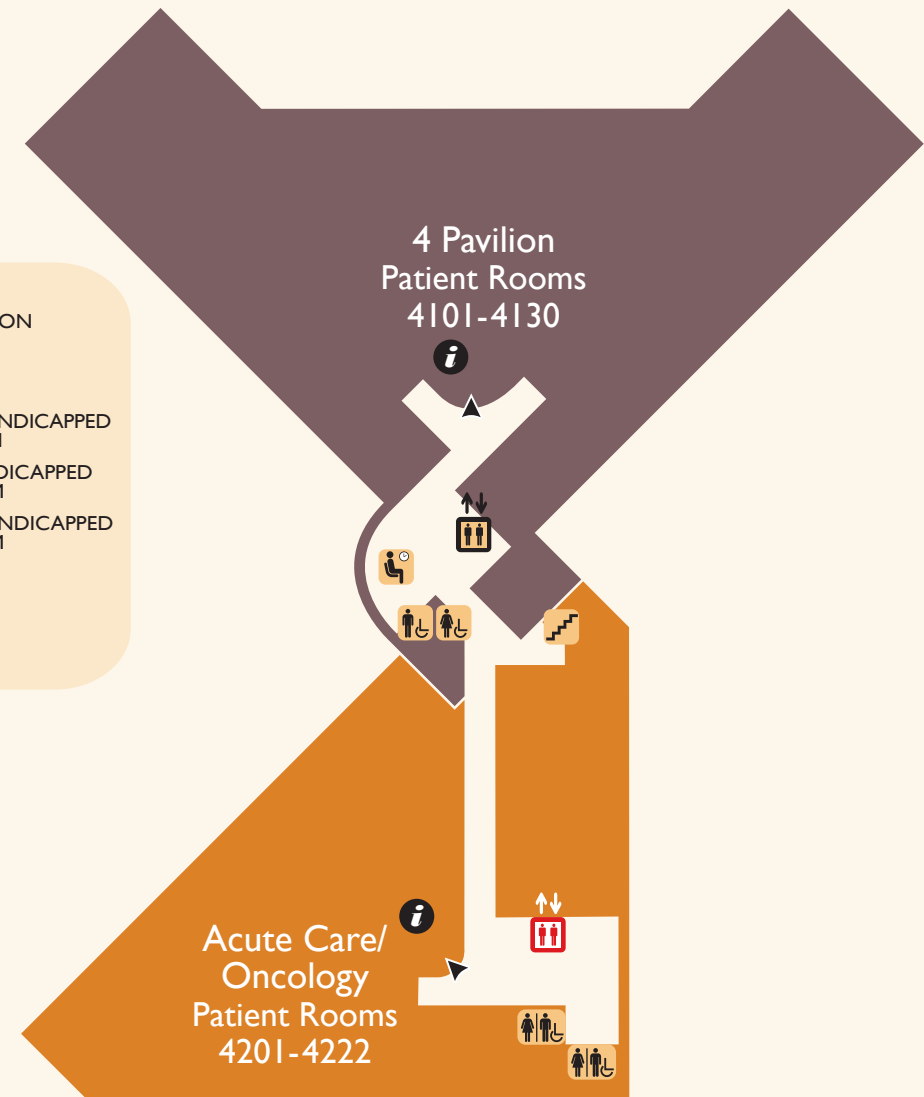 4 Pavilion
Patient Rooms
4101-4130
ON
NDICAPPED
DICAPPED
NDICAPPED
Acute Care/
Oncology
Patient Rooms
4201-4222